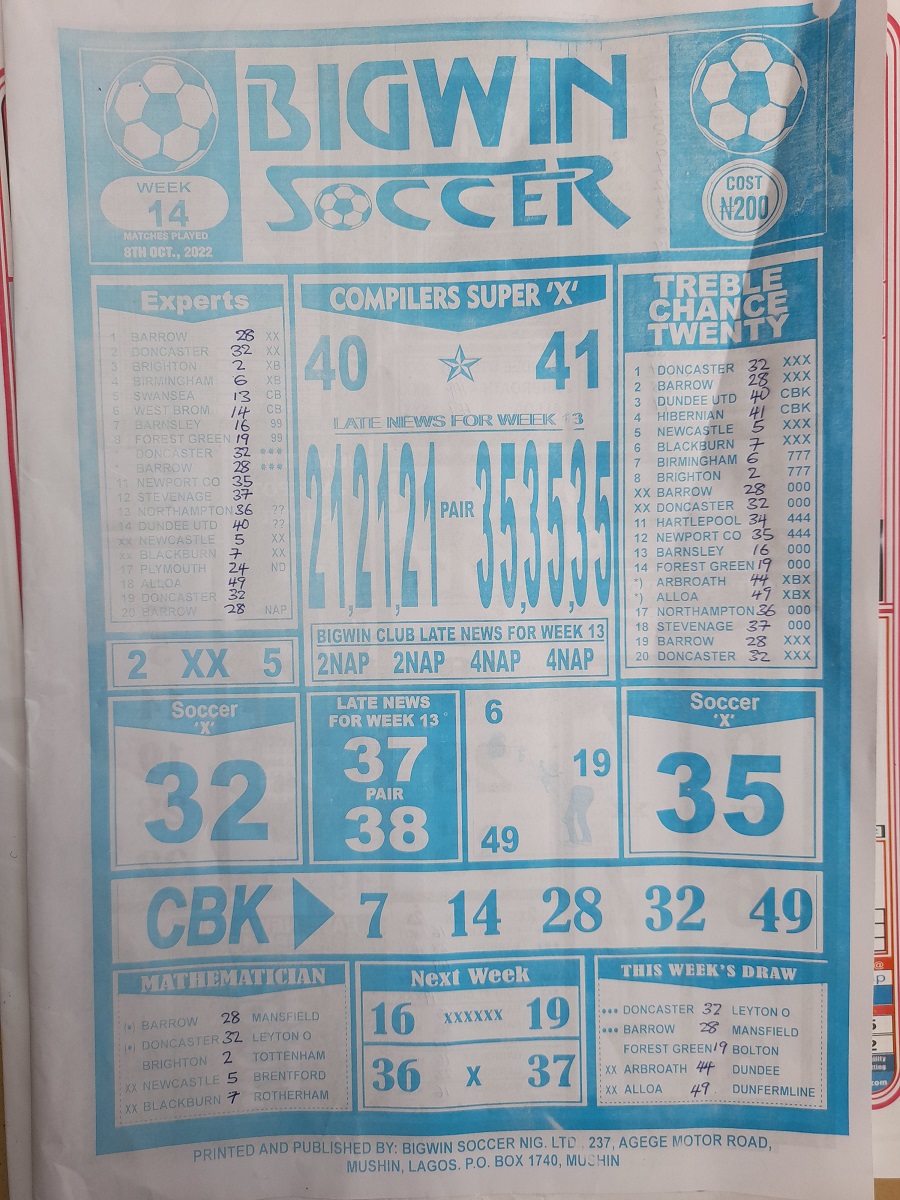 BIGWIN
SOCCER
WEEK
14
MATCHES PLAYED
8TH OCT., 2022
COST
₦200
Experts
1 BARROW 28 XX
2 DONCASTER 32 XX
3 BRIGHTON 2 XB
4 BIRMINGHAM 6 XB
5 SWANSEA 13 CB
6 WEST BROM. 14 CB
7 BARNSLEY 16 99
8 FOREST GREEN 19 99
DONCASTER 32 ***
BARROW 28 ***
11 NEWPORT CO 35
12 STEVENAGE 37
13 NORTHAMPTON 36 ??
14 DUNDEE UTD 40 ??
XX NEWCASTLE 5 XX
XX BLACKBURN 7 XX
17 PLYMOUTH 24 ND
18 ALLOA 49
19 DONCASTER 32
20 BARROW 28 NAP
2 XX 5
COMPILERS SUPER 'X'
40 41
LATE NEWS FOR WEEK 13
21,21,21 PAIR 35,35,35
BIGWIN CLUB LATE NEWS FOR WEEK 13
2NAP 2NAP 4NAP 4NAP
TREBLE
CHANCE
TWENTY
1 DONCASTER 32 XXX
2 BARROW 28 XXX
3 DUNDEE UTD 40 CBK
4 HIBERNIAN 41 CBK
5 NEWCASTLE 5 XXX
6 BLACKBURN 7 XXX
7 BIRMINGHAM 6 777
8 BRIGHTON 2 777
XX BARROW 28 000
XX DONCASTER 32 000
11 HARTLEPOOL 34 444
12 NEWPORT CO 35 444
13 BARNSLEY 16 000
14 FOREST GREEN 19 000
*) ARBROATH 44 XBX
*) ALLOA 49 XBX
17 NORTHAMPTON 36 000
18 STEVENAGE 37 000
19 BARROW 28 XXX
20 DONCASTER 32 XXX
Soccer
'X'
32
LATE NEWS
FOR WEEK 13
37
PAIR
38
6
19
49
Soccer
'X'
35
CBK 7 14 28 32 49
MATHEMATICIAN
(•) BARROW 28 MANSFIELD
(•) DONCASTER 32 LEYTON O
BRIGHTON 2 TOTTENHAM
XX NEWCASTLE 5 BRENTFORD
XX BLACKBURN 7 ROTHERHAM
Next Week
16 XXXXXX 19
36 X 37
THIS WEEK'S DRAW
••• DONCASTER 32 LEYTON O
••• BARROW 28 MANSFIELD
FOREST GREEN 19 BOLTON
XX ARBROATH 44 DUNDEE
XX ALLOA 49 DUNFERMLINE
PRINTED AND PUBLISHED BY: BIGWIN SOCCER NIG. LTD. 237, AGEGE MOTOR ROAD,
MUSHIN, LAGOS. P.O. BOX 1740, MUSHIN